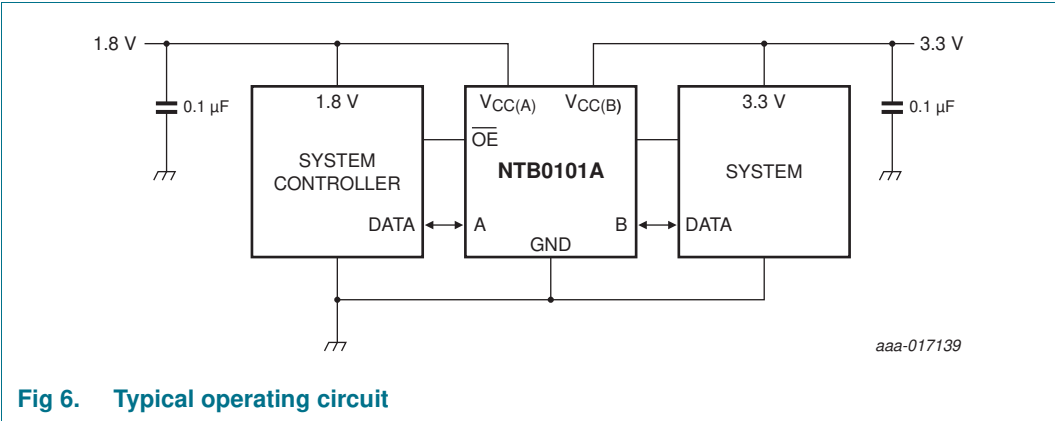 1.8 V
3.3 V
0.1 μF
1.8 V
VCC(A)
VCC(B)
3.3 V
0.1 μF
OE
SYSTEM
CONTROLLER
NTB0101A
SYSTEM
DATA
A
B
DATA
GND
aaa-017139
Fig 6. Typical operating circuit